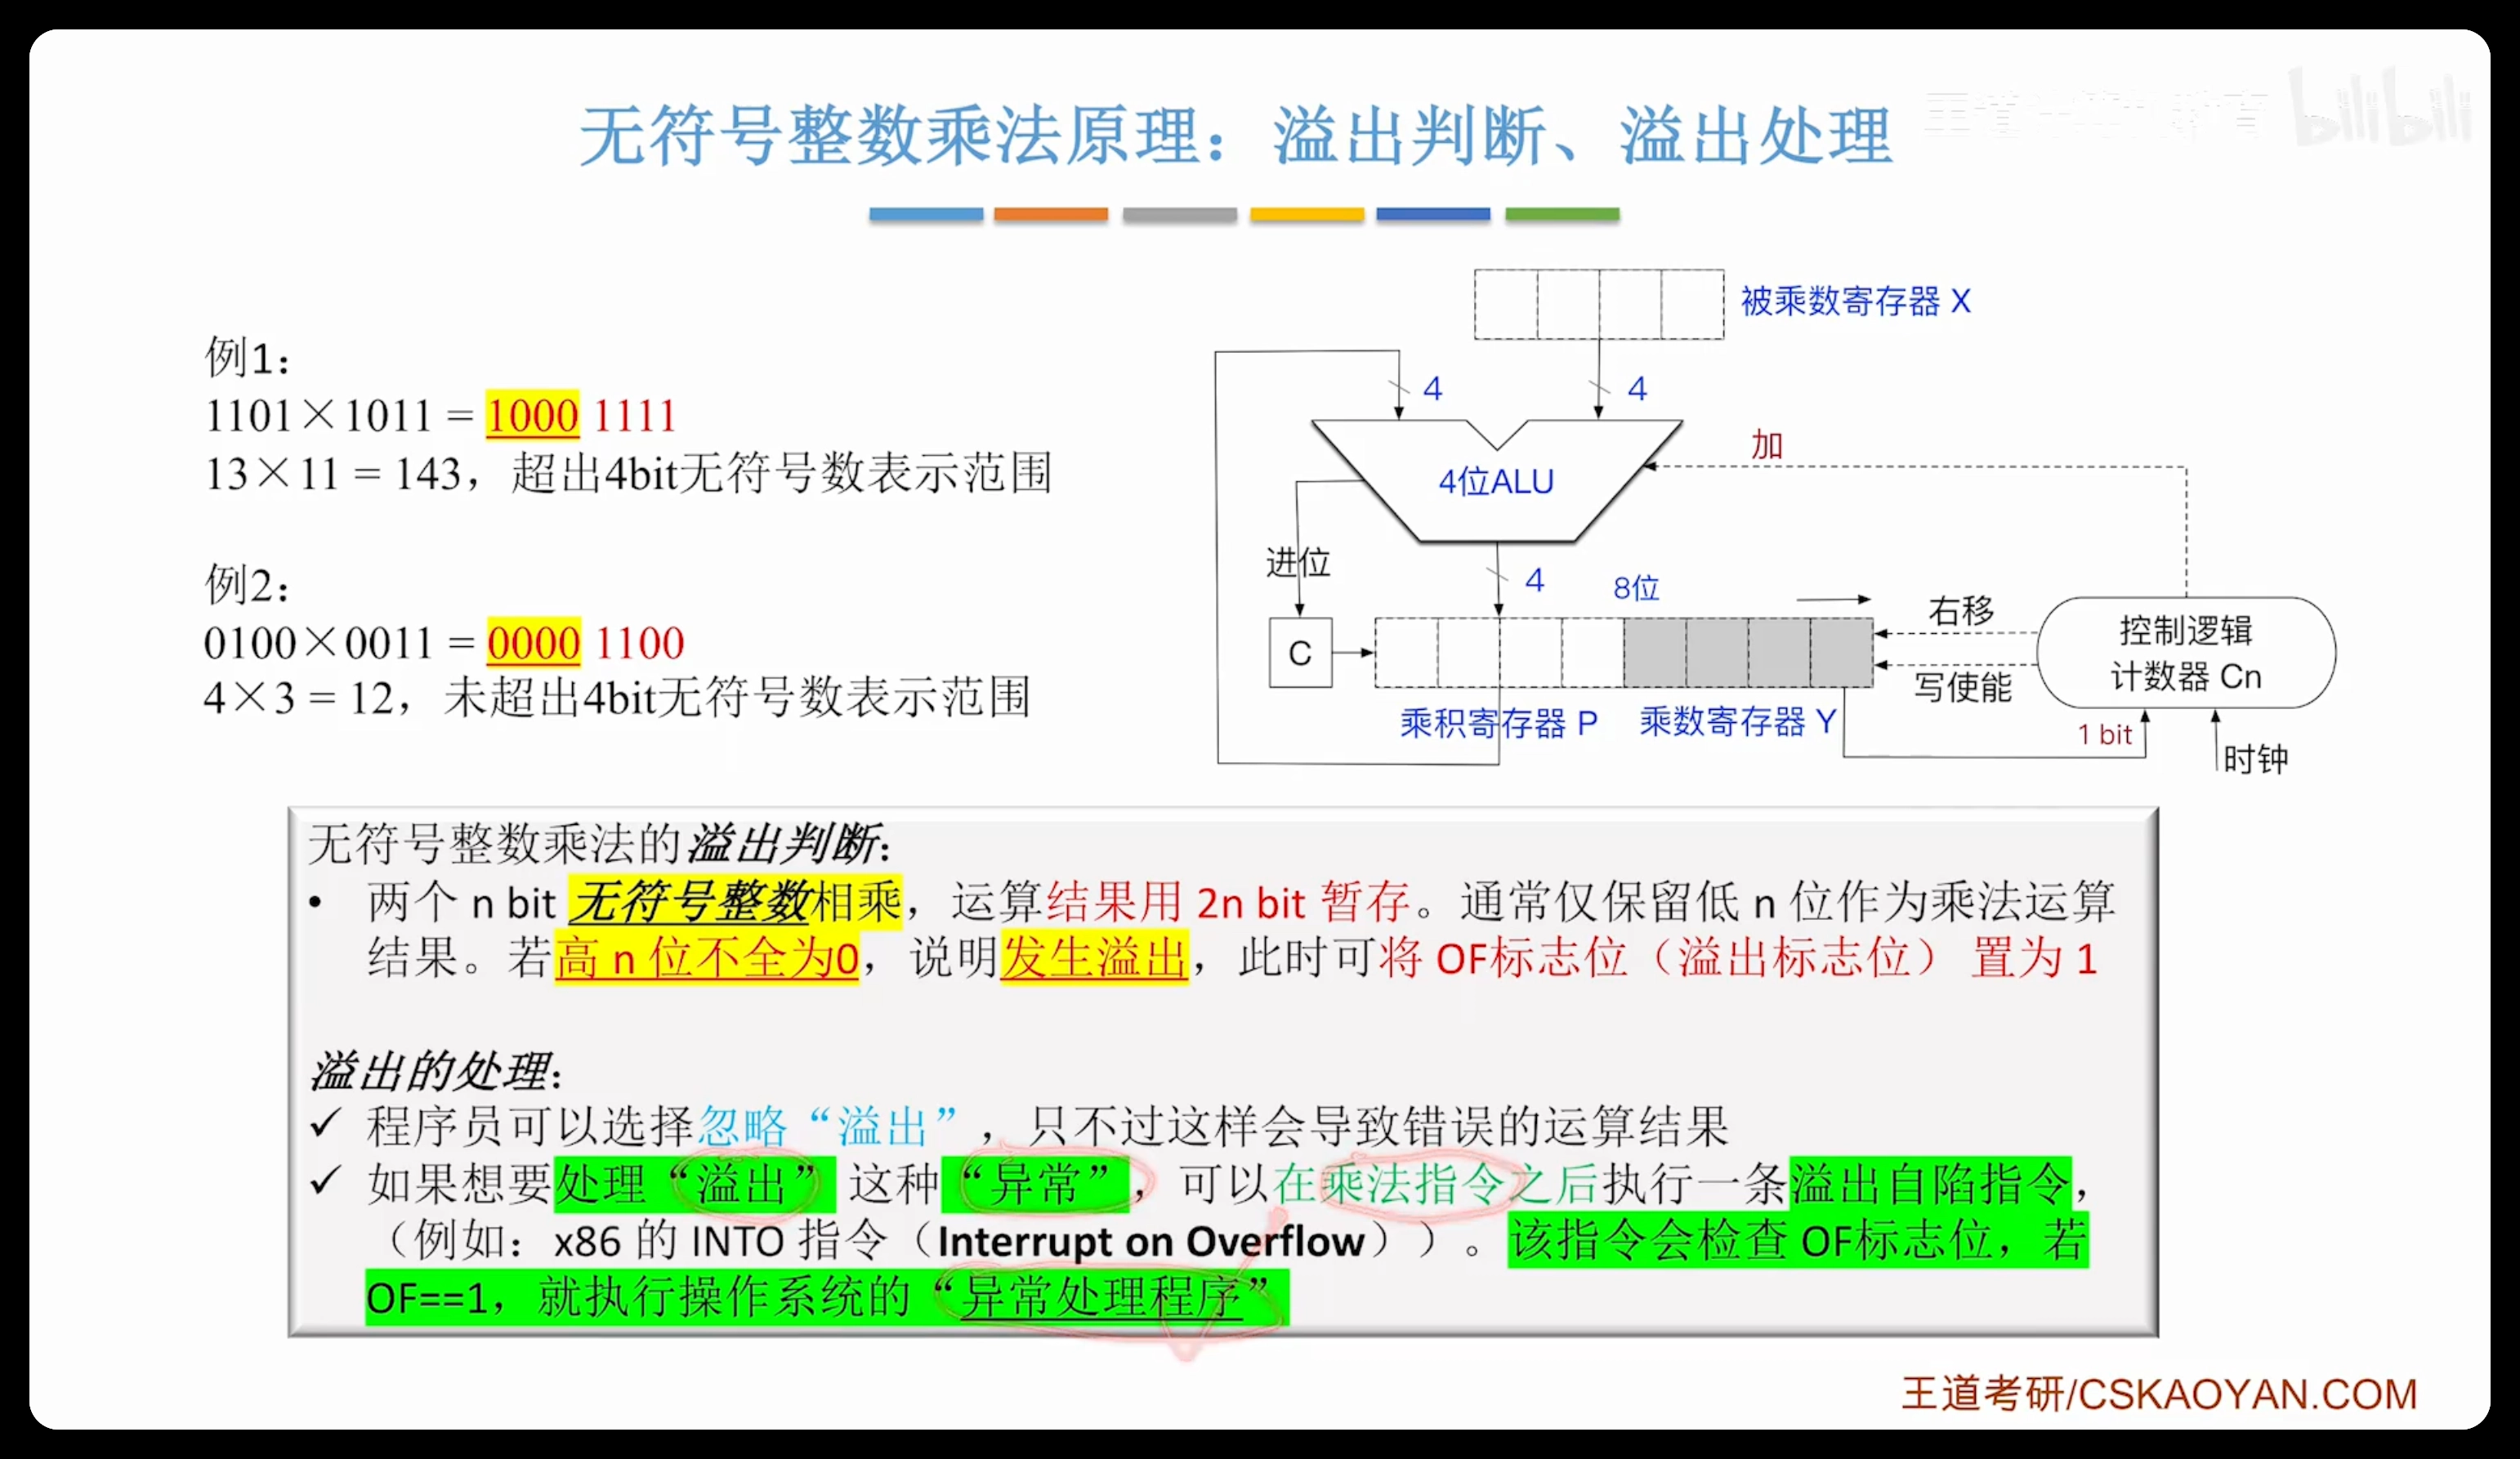 无符号整数乘法原理：溢出判断、溢出处理
bilibili
例1：
1101×1011 = 1000 1111
13×11 = 143，超出4bit无符号数表示范围
例2：
0100×0011 = 0000 1100
4×3 = 12，未超出4bit无符号数表示范围
被乘数寄存器 X
4
4
加
4位ALU
进位
4
8位
C
右移
写使能
控制逻辑
计数器 Cn
乘积寄存器 P
乘数寄存器 Y
1 bit
时钟
无符号整数乘法的溢出判断：
• 两个 n bit 无符号整数相乘，运算结果用 2n bit 暂存。通常仅保留低 n 位作为乘法运算
结果。若高 n 位不全为0，说明发生溢出，此时可将 OF标志位（溢出标志位） 置为 1
溢出的处理：
✓ 程序员可以选择忽略“溢出”，只不过这样会导致错误的运算结果
✓ 如果想要处理“溢出”这种“异常”，可以在乘法指令之后执行一条溢出自陷指令，
（例如：x86 的 INTO 指令（Interrupt on Overflow））。该指令会检查 OF标志位，若
OF==1，就执行操作系统的“异常处理程序”
王道考研/CSKAOYAN.COM